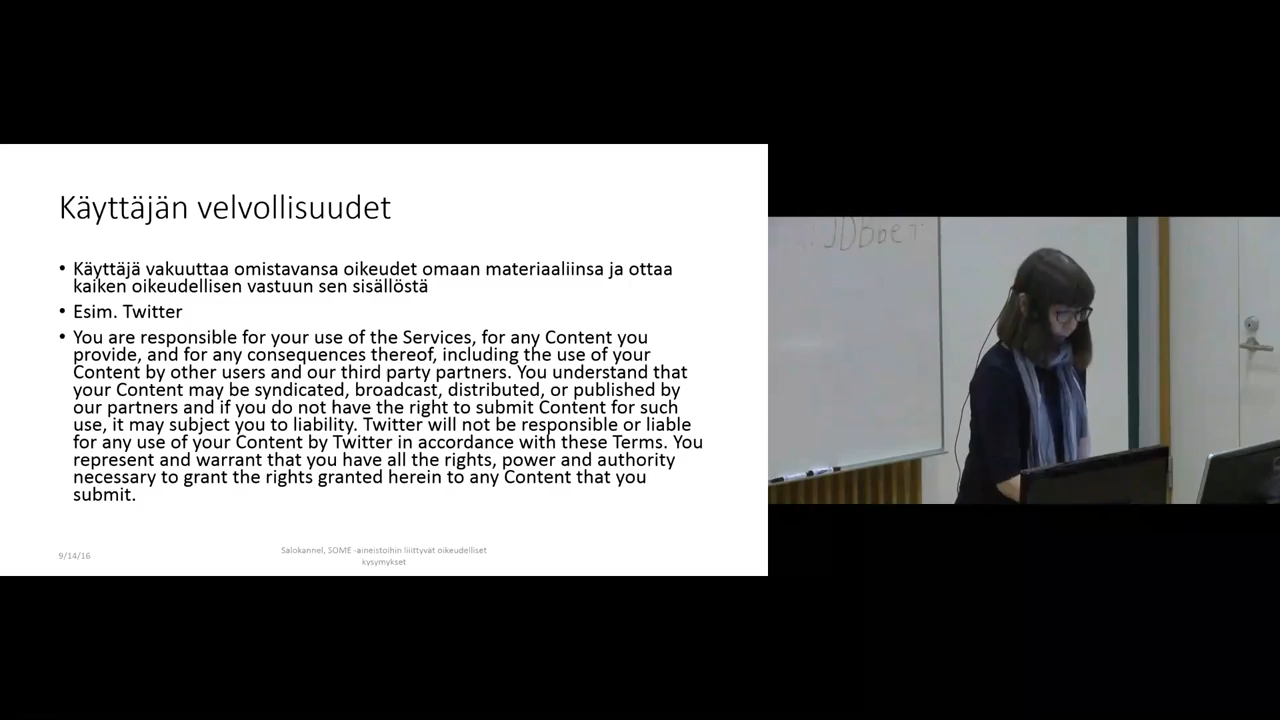 Käyttäjän velvollisuudet
• Käyttäjä vakuuttaa omistavansa oikeudet omaan materiaaliinsa ja ottaa
kaiken oikeudellisen vastuun sen sisällöstä
• Esim. Twitter
• You are responsible for your use of the Services, for any Content you
provide, and for any consequences thereof, including the use of your
Content by other users and our third party partners. You understand that
your Content may be syndicated, broadcast, distributed, or published by
our partners and if you do not have the right to submit Content for such
use, it may subject you to liability. Twitter will not be responsible or liable
for any use of your Content by Twitter in accordance with these Terms. You
represent and warrant that you have all the rights, power and authority
necessary to grant the rights granted herein to any Content that you
submit.
9/14/16
Salokannel, SOME -aineistoihin liittyvät oikeudelliset
kysymykset